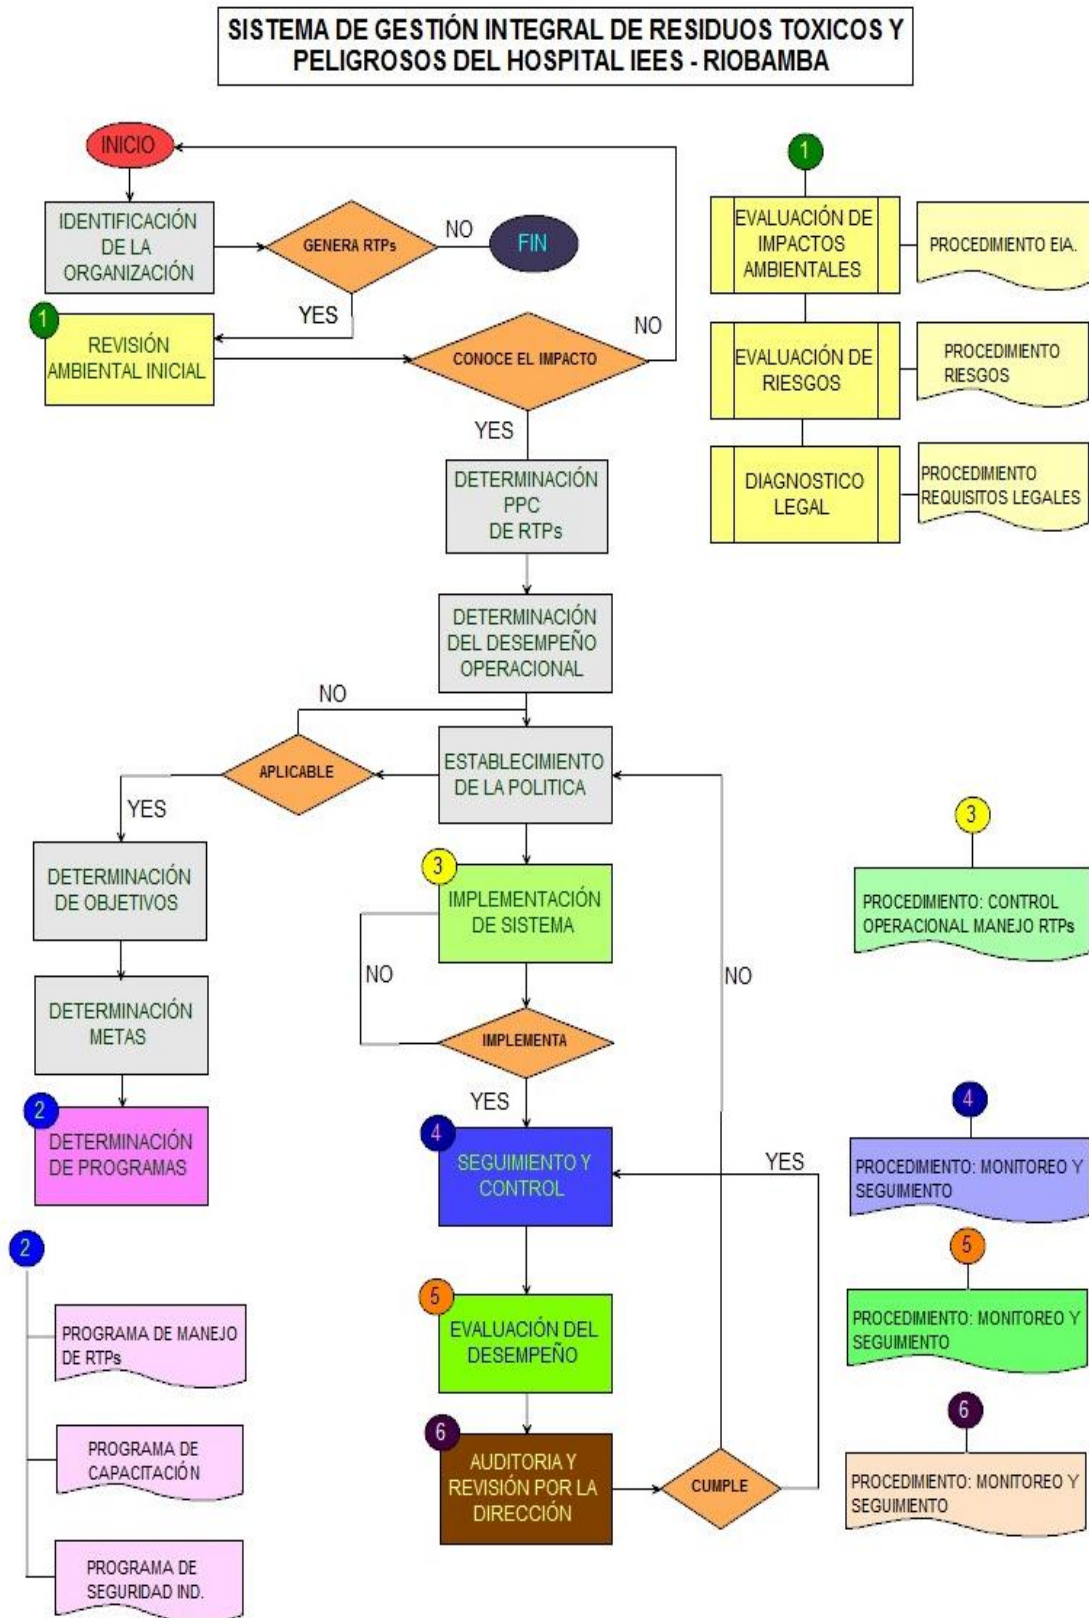 SISTEMA DE GESTIÓN INTEGRAL DE RESIDUOS TOXICOS Y
PELIGROSOS DEL HOSPITAL IEES - RIOBAMBA
INICIO
IDENTIFICACIÓN
DE LA
ORGANIZACIÓN
GENERA RTPs
NO
FIN
YES
1
REVISIÓN
AMBIENTAL INICIAL
CONOCE EL IMPACTO
NO
YES
1
EVALUACIÓN DE
IMPACTOS
AMBIENTALES
PROCEDIMIENTO EIA.
EVALUACIÓN DE
RIESGOS
PROCEDIMIENTO
RIESGOS
DIAGNOSTICO
LEGAL
PROCEDIMIENTO
REQUISITOS LEGALES
DETERMINACIÓN
PPC
DE RTPs
DETERMINACIÓN
DEL DESEMPEÑO
OPERACIONAL
NO
APLICABLE
ESTABLECIMIENTO
DE LA POLITICA
YES
DETERMINACIÓN
DE OBJETIVOS
DETERMINACIÓN
METAS
2
DETERMINACIÓN
DE PROGRAMAS
3
IMPLEMENTACIÓN
DE SISTEMA
NO
IMPLEMENTA
YES
NO
3
PROCEDIMIENTO: CONTROL
OPERACIONAL MANEJO RTPs
4
SEGUIMIENTO Y
CONTROL
YES
4
PROCEDIMIENTO: MONITOREO Y
SEGUIMIENTO
2
PROGRAMA DE MANEJO
DE RTPs
PROGRAMA DE
CAPACITACIÓN
PROGRAMA DE
SEGURIDAD IND.
5
EVALUACIÓN DEL
DESEMPEÑO
5
PROCEDIMIENTO: MONITOREO Y
SEGUIMIENTO
6
AUDITORIA Y
REVISIÓN POR LA
DIRECCIÓN
CUMPLE
6
PROCEDIMIENTO: MONITOREO Y
SEGUIMIENTO